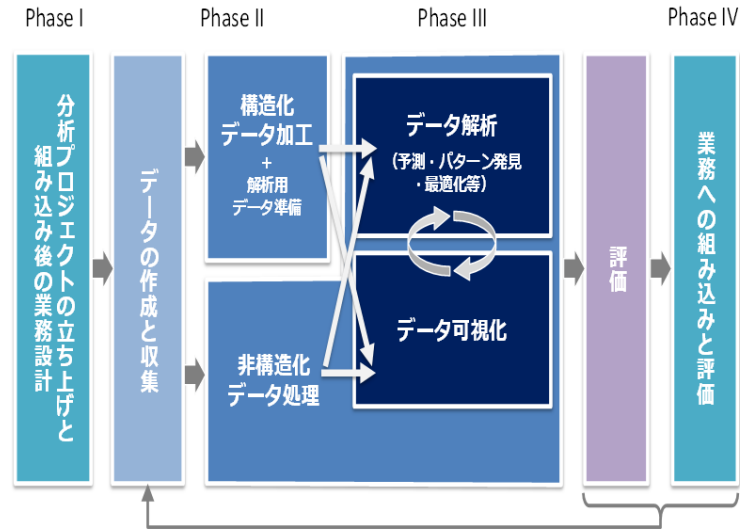 Phase I
Phase II
Phase III
Phase IV
分析プロジェクトの立ち上げと
組み込み後の業務設計
データの作成と収集
構造化
データ加工
+
解析用
データ準備
非構造化
データ処理
データ解析
(予測・パターン発見
・最適化等)
データ可視化
評価
業務への組み込みと評価